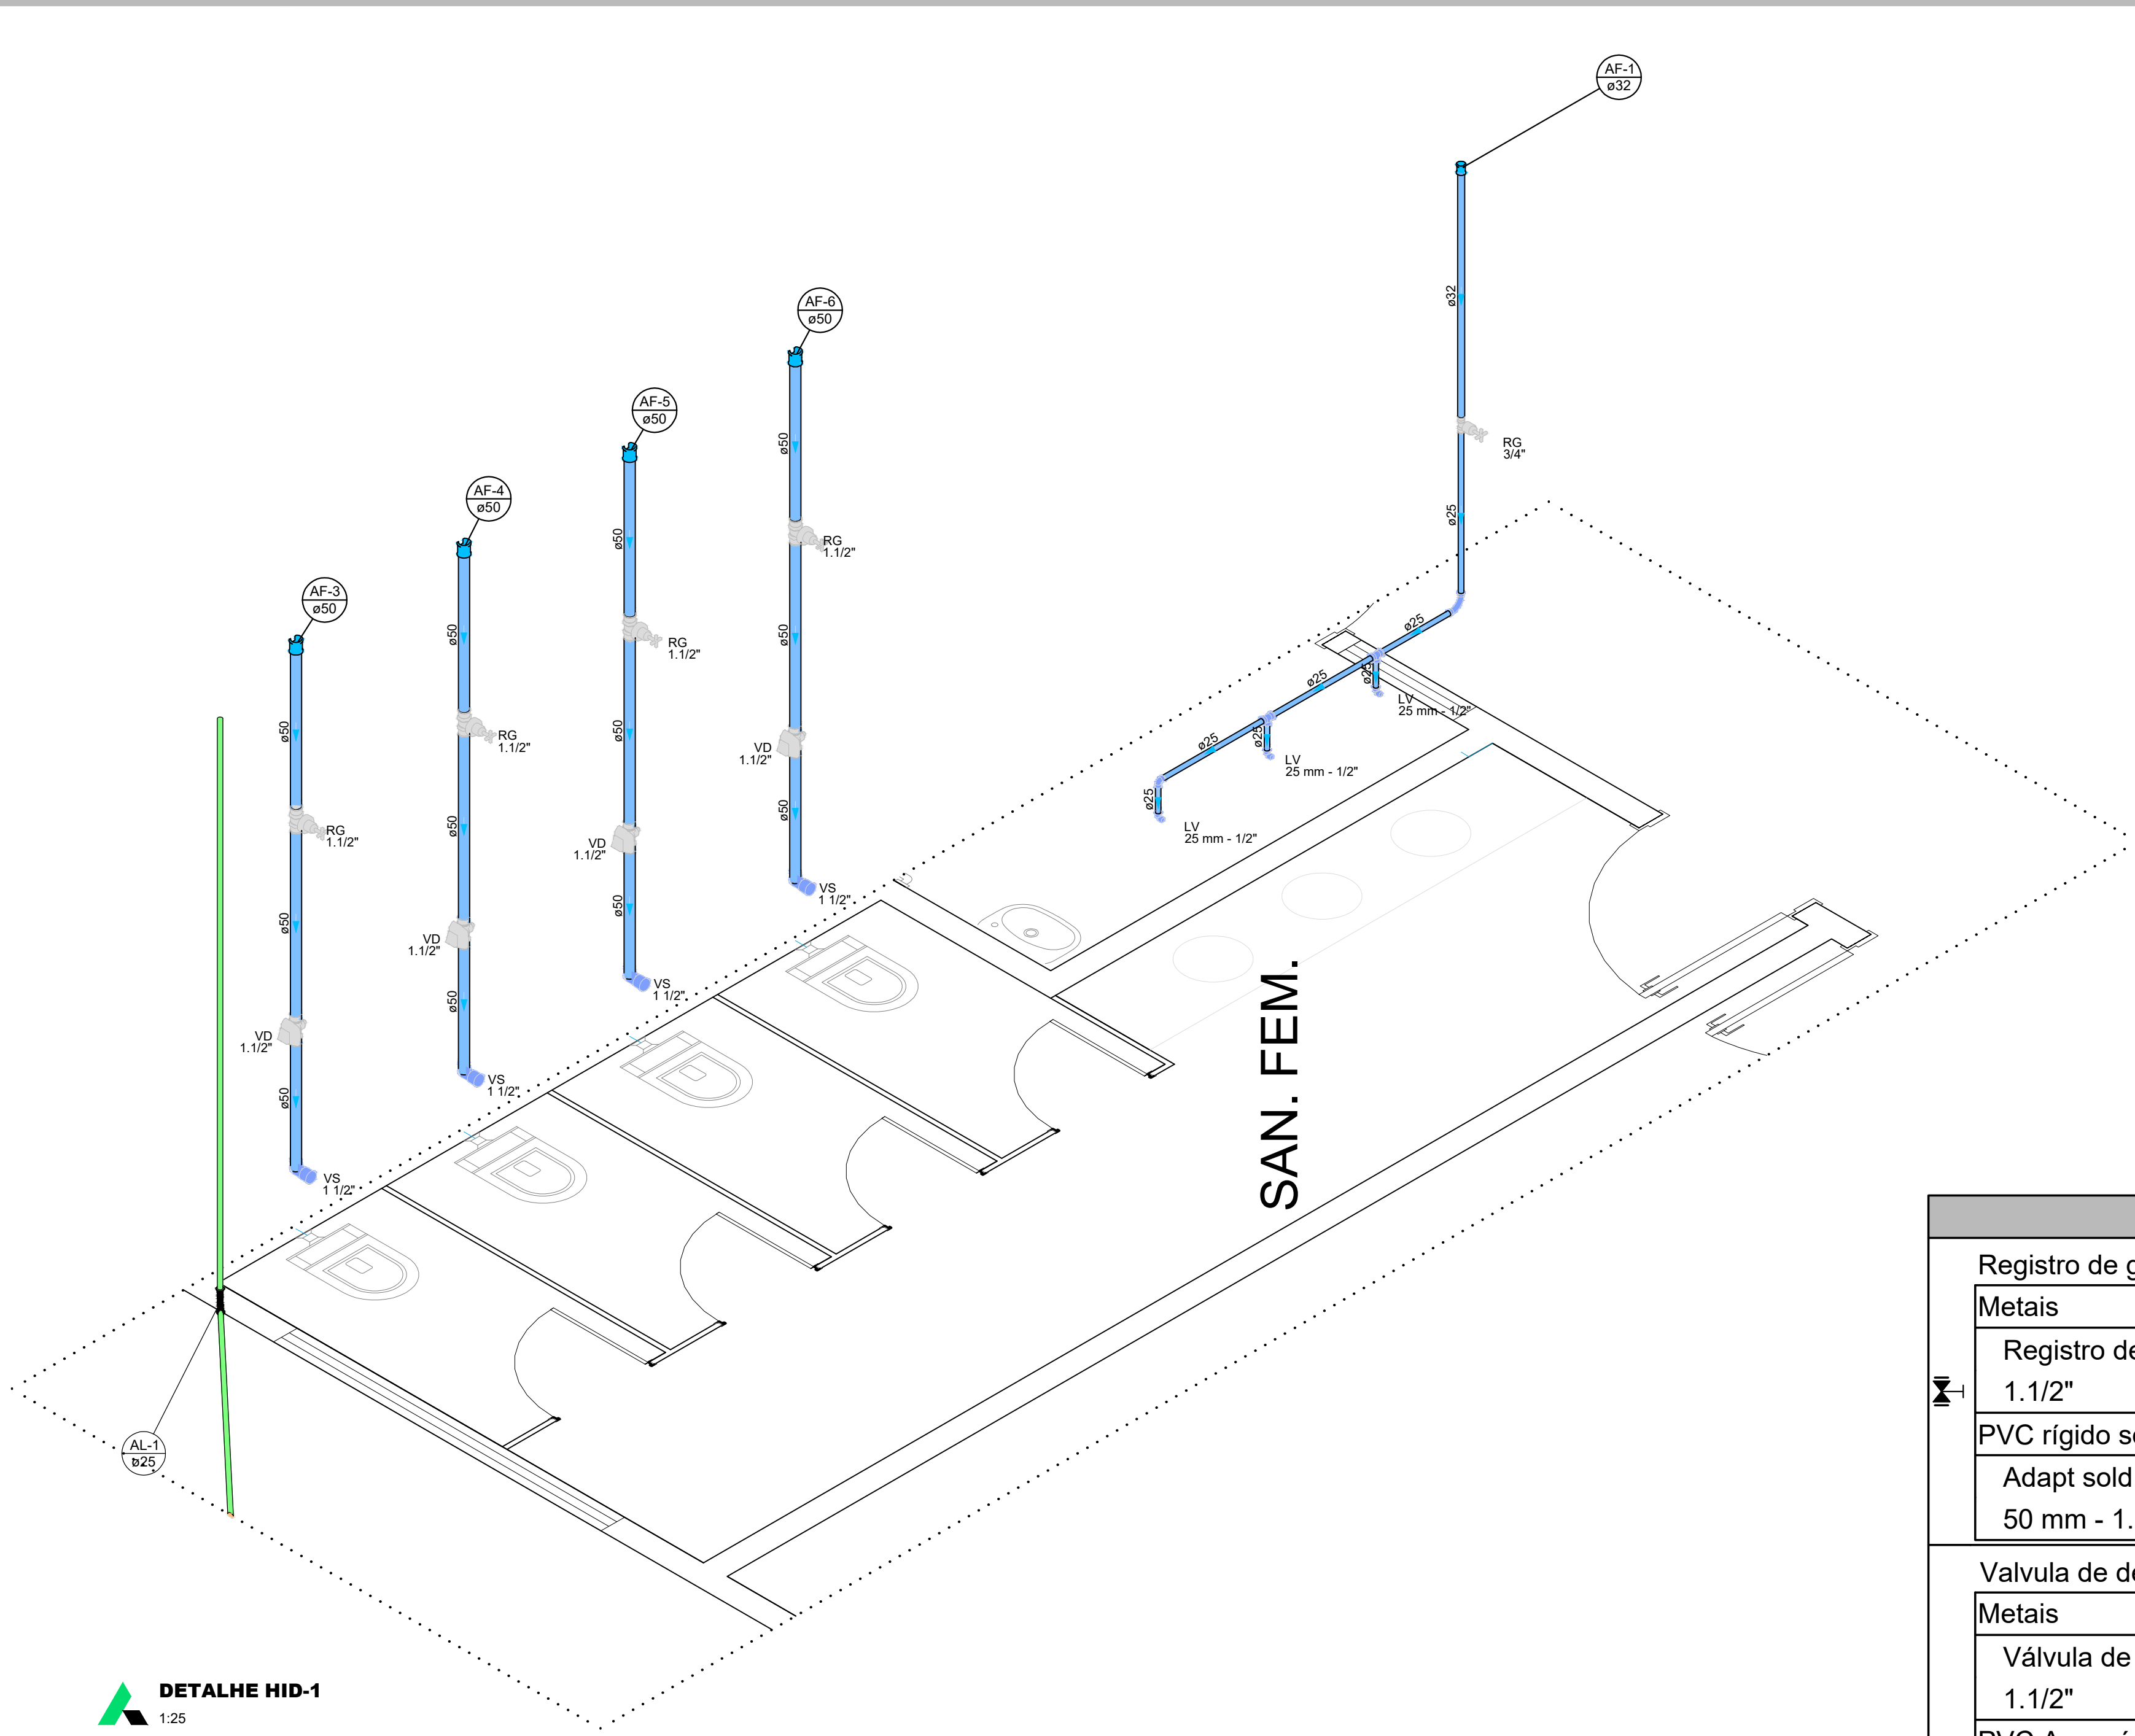 AF-1
ø32
ø32
RG
3/4"
ø25
ø25
ø25
LV
25 mm - 1/2"
ø25
ø25
LV
25 mm - 1/2"
ø25
ø25
LV
25 mm - 1/2"
AF-6
ø50
ø50
RG
1.1/2"
ø50
VD
1.1/2"
ø50
VS
1 1/2"
AF-5
ø50
ø50
RG
1.1/2"
ø50
VD
1.1/2"
ø50
VS
1 1/2"
AF-4
ø50
ø50
RG
1.1/2"
ø50
VD
1.1/2"
ø50
VS
1 1/2"
AF-3
ø50
ø50
RG
1.1/2"
ø50
VD
1.1/2"
ø50
VS
1 1/2"
SAN. FEM.
AL-1
ø25
DETALHE HID-1
1:25
Registro de
Metais
Registro
1.1/2"
PVC rígido
Adapt sold
50 mm - 1.
Valvula de
Metais
Válvula de
1.1/2"